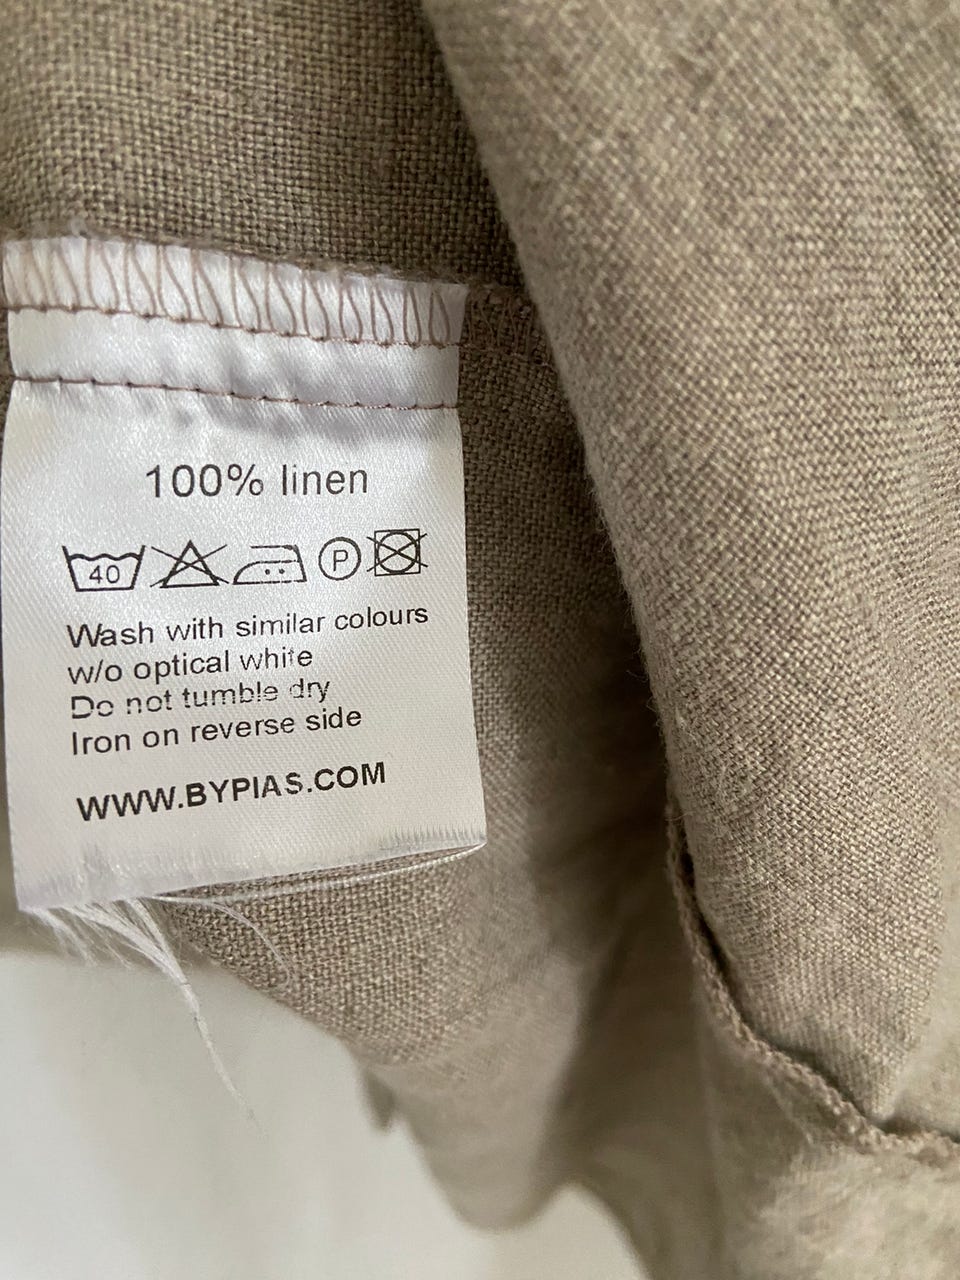 100% linen
40 P
Wash with similar colours
w/o optical white
Do not tumble dry
Iron on reverse side
WWW.BYPIAS.COM